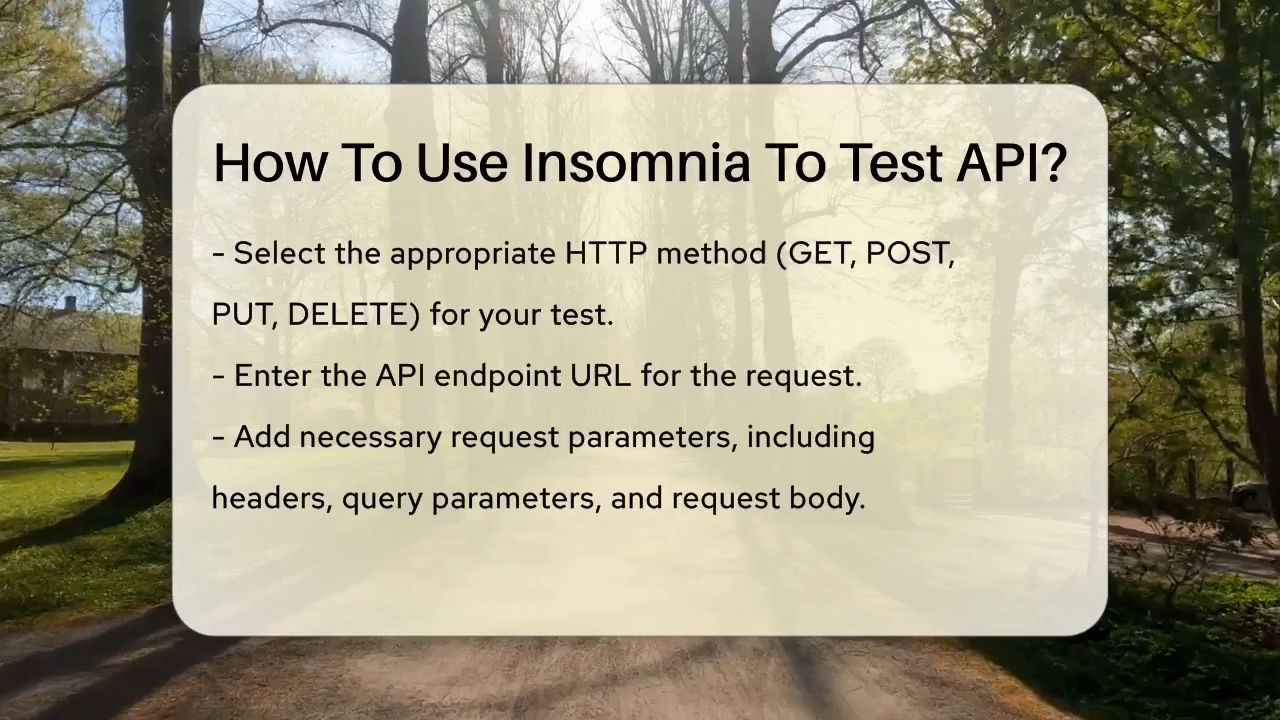 How To Use Insomnia To Test API?
- Select the appropriate HTTP method (GET, POST,
PUT, DELETE) for your test.
- Enter the API endpoint URL for the request.
- Add necessary request parameters, including
headers, query parameters, and request body.